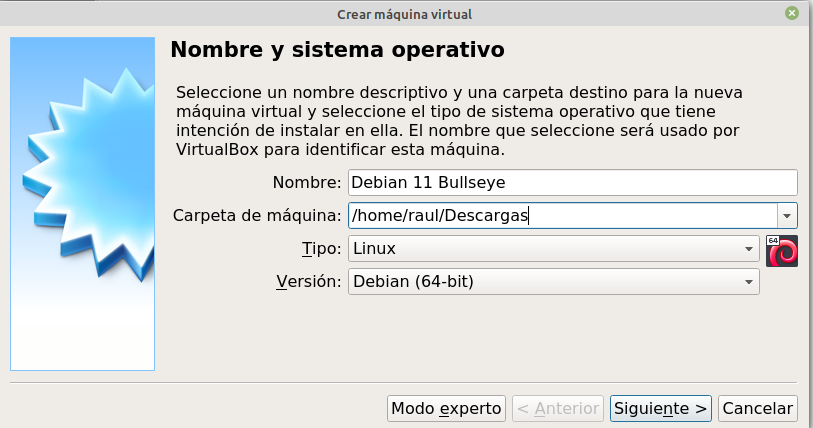 Crear máquina virtual
Nombre y sistema operativo
Seleccione un nombre descriptivo y una carpeta destino para la nueva
máquina virtual y seleccione el tipo de sistema operativo que tiene
intención de instalar en ella. El nombre que seleccione será usado por
VirtualBox para identificar esta máquina.
Nombre: Debian 11 Bullseye
Carpeta de máquina: /home/raul/Descargas
Tipo: Linux 64
Versión: Debian (64-bit)
Modo experto < Anterior Siguiente > Cancelar